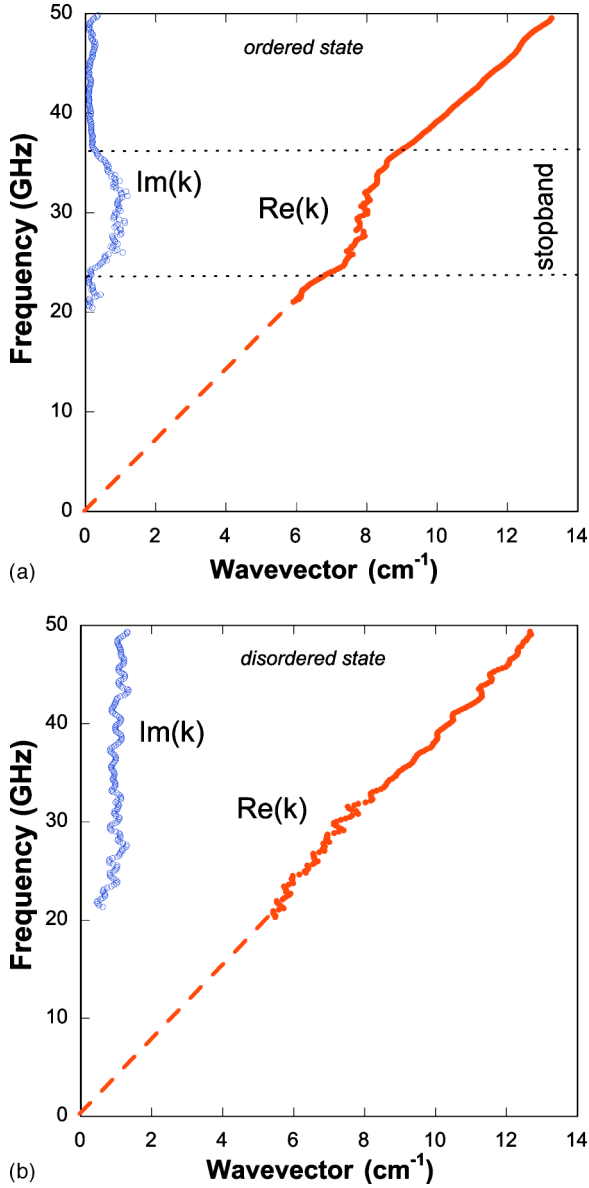 ordered state
50
40
30
20
10
0
Frequency (GHz)
Im(k)
Re(k)
stopband
0 2 4 6 8 10 12 14
Wavevector (cm⁻¹)
(a)
disordered state
50
40
30
20
10
0
Frequency (GHz)
Im(k)
Re(k)
0 2 4 6 8 10 12 14
Wavevector (cm⁻¹)
(b)